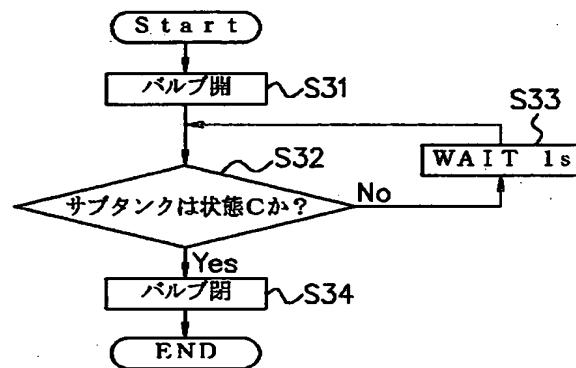 Start
バルブ開
S31
S33
WAIT 1s
S32
サブタンクは状態Cか?
No
Yes
バルブ閉
S34
END